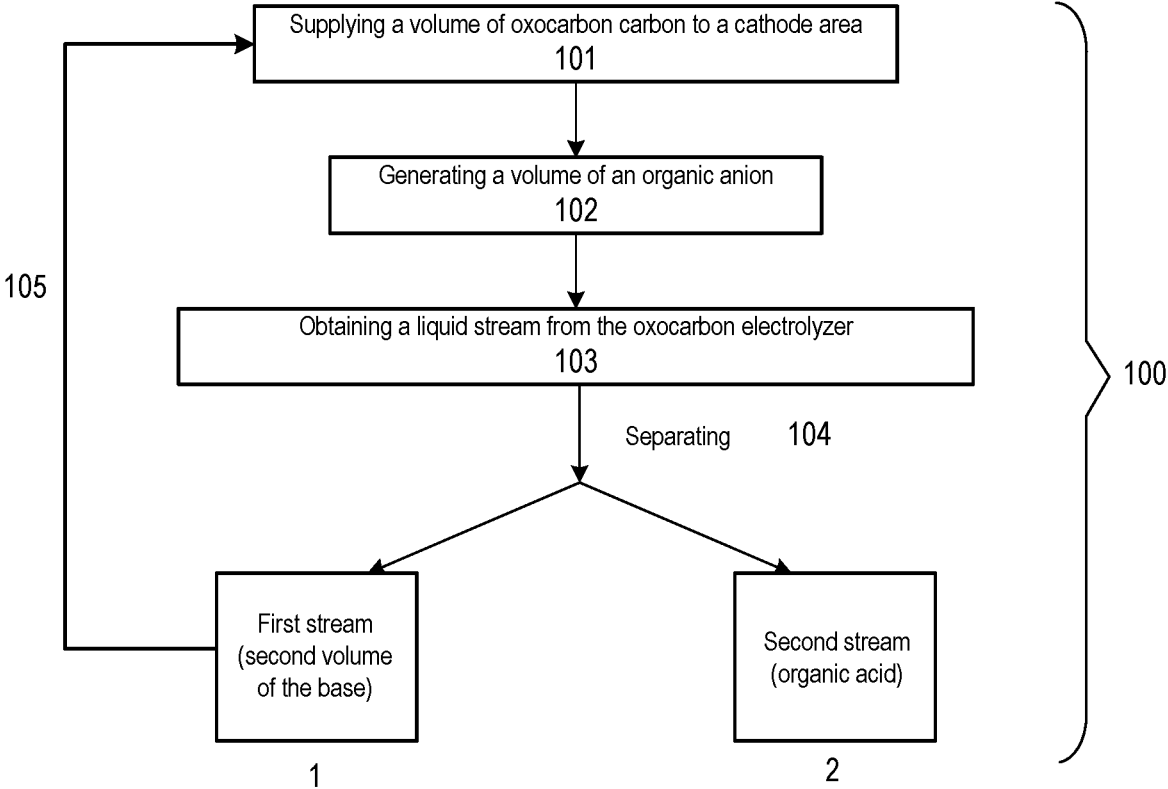 Supplying a volume of oxocarbon carbon to a cathode area
101
Generating a volume of an organic anion
102
105
Obtaining a liquid stream from the oxocarbon electrolyzer
103
100
Separating 104
First stream
(second volume
of the base)
Second stream
(organic acid)
1
2